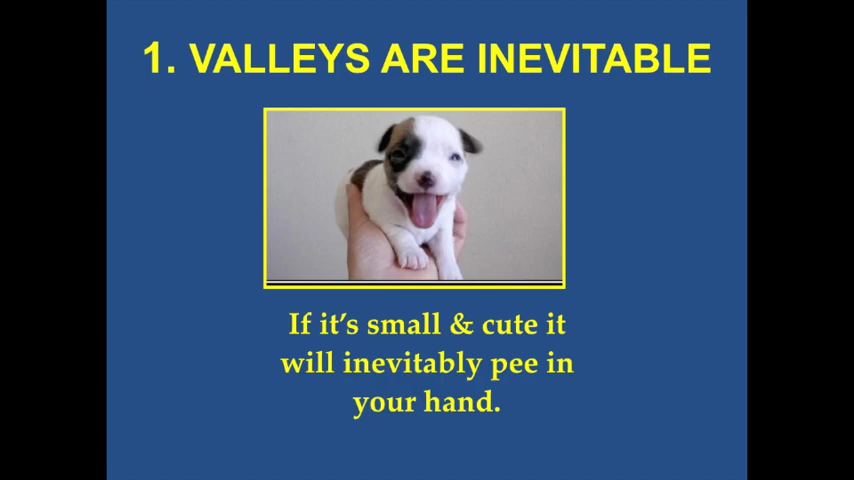 1. VALLEYS ARE INEVITABLE
If it's small & cute it
will inevitably pee in
your hand.